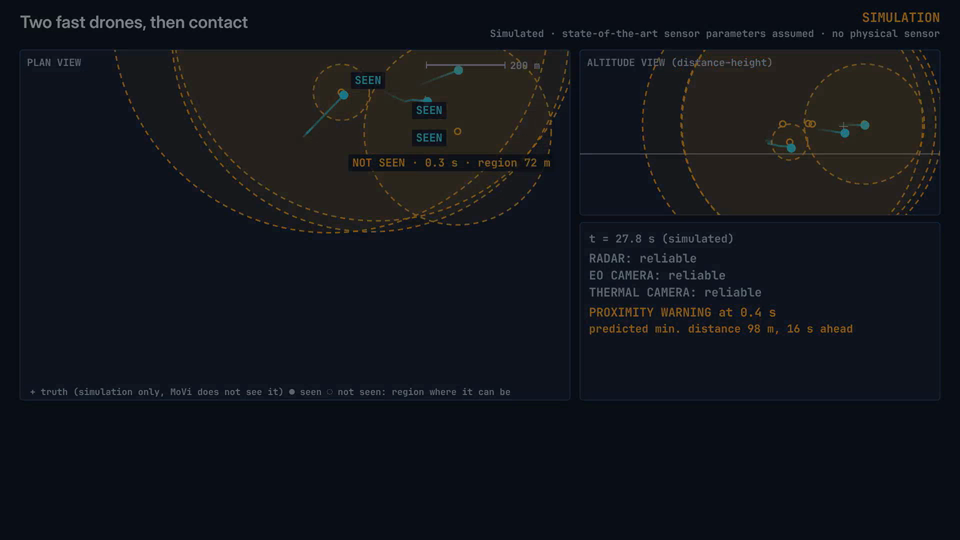 Two fast drones, then contact
SIMULATION
Simulated · state-of-the-art sensor parameters assumed · no physical sensor
PLAN VIEW
200 m
SEEN
SEEN
SEEN
NOT SEEN · 0.3 s · region 72 m
+ truth (simulation only, MoVi does not see it) ● seen ○ not seen: region where it can be
ALTITUDE VIEW (distance-height)
t = 27.8 s (simulated)
RADAR: reliable
EO CAMERA: reliable
THERMAL CAMERA: reliable
PROXIMITY WARNING at 0.4 s
predicted min. distance 98 m, 16 s ahead